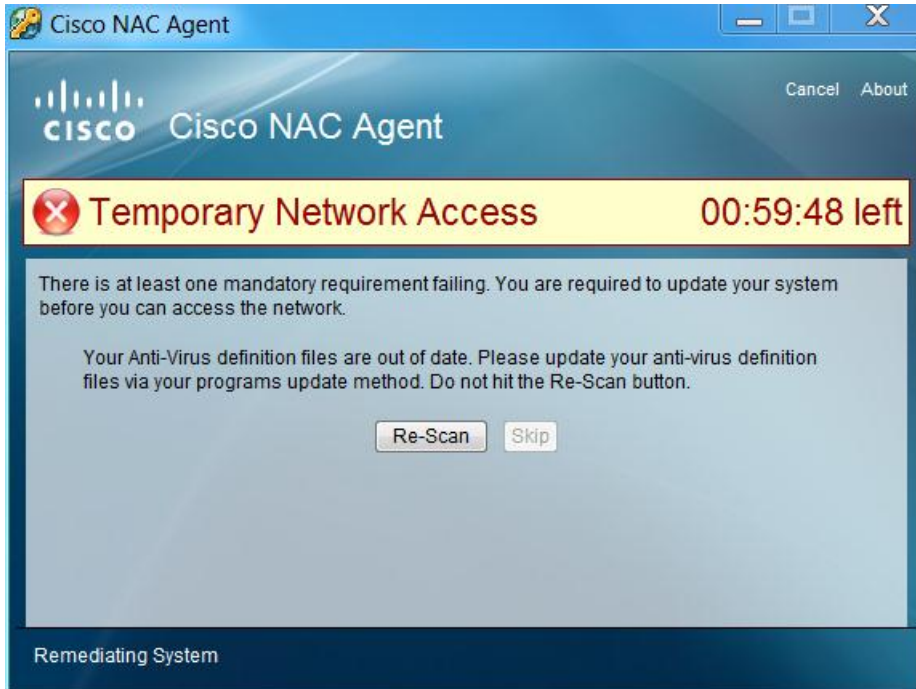 Cisco NAC Agent
Cancel About
CISCO Cisco NAC Agent
Temporary Network Access 00:59:48 left
There is at least one mandatory requirement failing. You are required to update your system
before you can access the network.
Your Anti-Virus definition files are out of date. Please update your anti-virus definition
files via your programs update method. Do not hit the Re-Scan button.
Re-Scan Skip
Remediating System